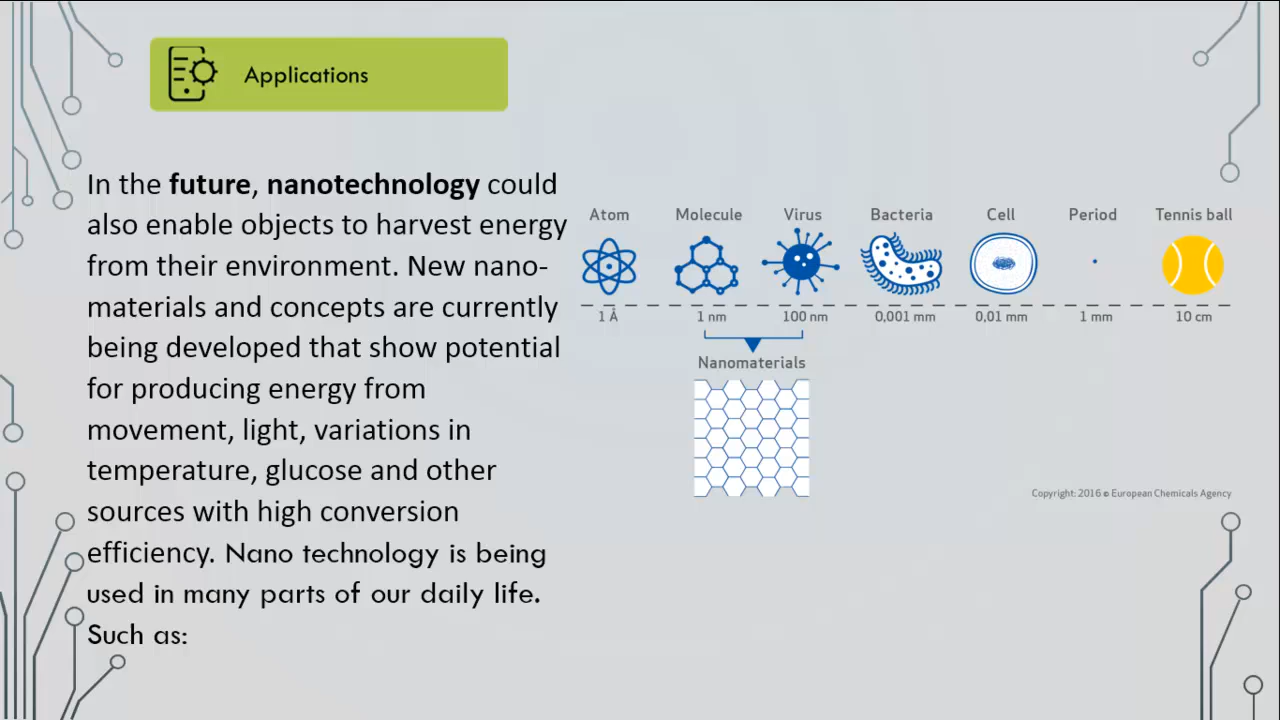 Applications
In the future, nanotechnology could
also enable objects to harvest energy
from their environment. New nano-
materials and concepts are currently
being developed that show potential
for producing energy from
movement, light, variations in
temperature, glucose and other
sources with high conversion
efficiency. Nano technology is being
used in many parts of our daily life.
Such as:
Atom Molecule Virus Bacteria Cell Period Tennis ball
1 Å 1 nm 100 nm 0,001 mm 0,01 mm 1 mm 10 cm
Nanomaterials
Copyright: 2016 © European Chemicals Agency